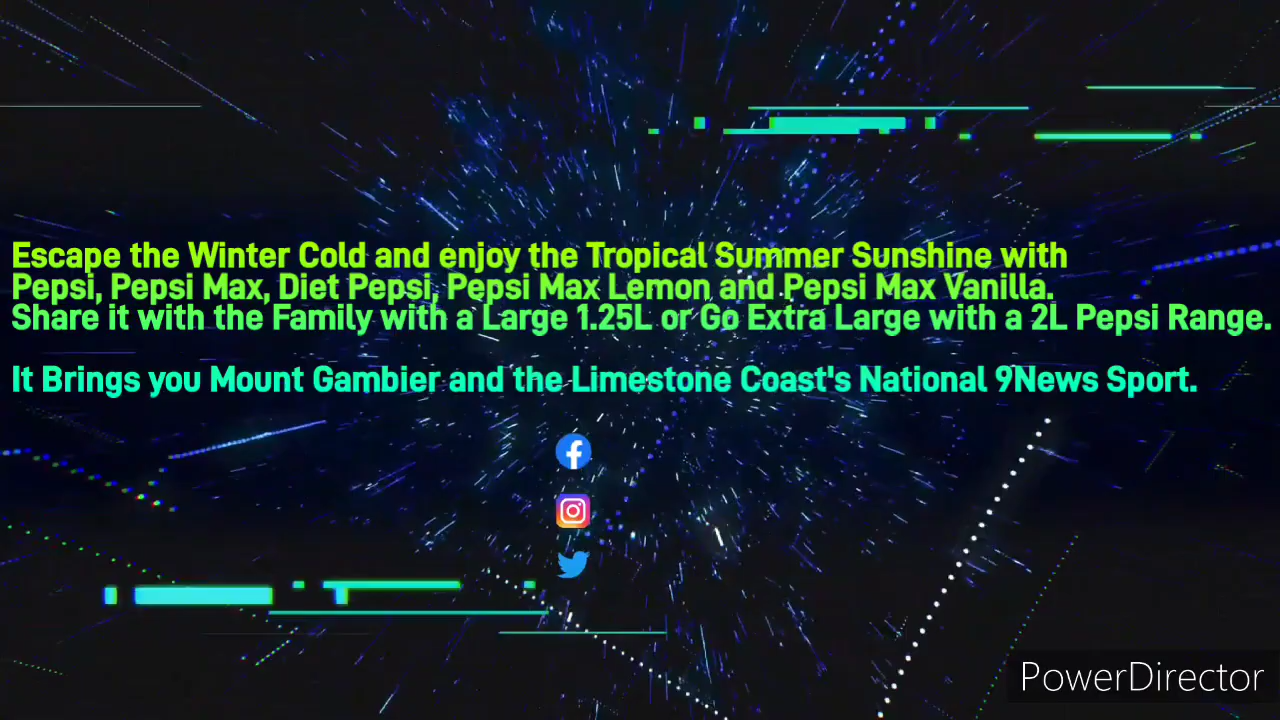 Escape the Winter Cold and enjoy the Tropical Summer Sunshine with
Pepsi, Pepsi Max, Diet Pepsi, Pepsi Max Lemon and Pepsi Max Vanilla.
Share it with the Family with a Large 1.25L or Go Extra Large with a 2L Pepsi Range.
It Brings you Mount Gambier and the Limestone Coast's National 9News Sport.
PowerDirector